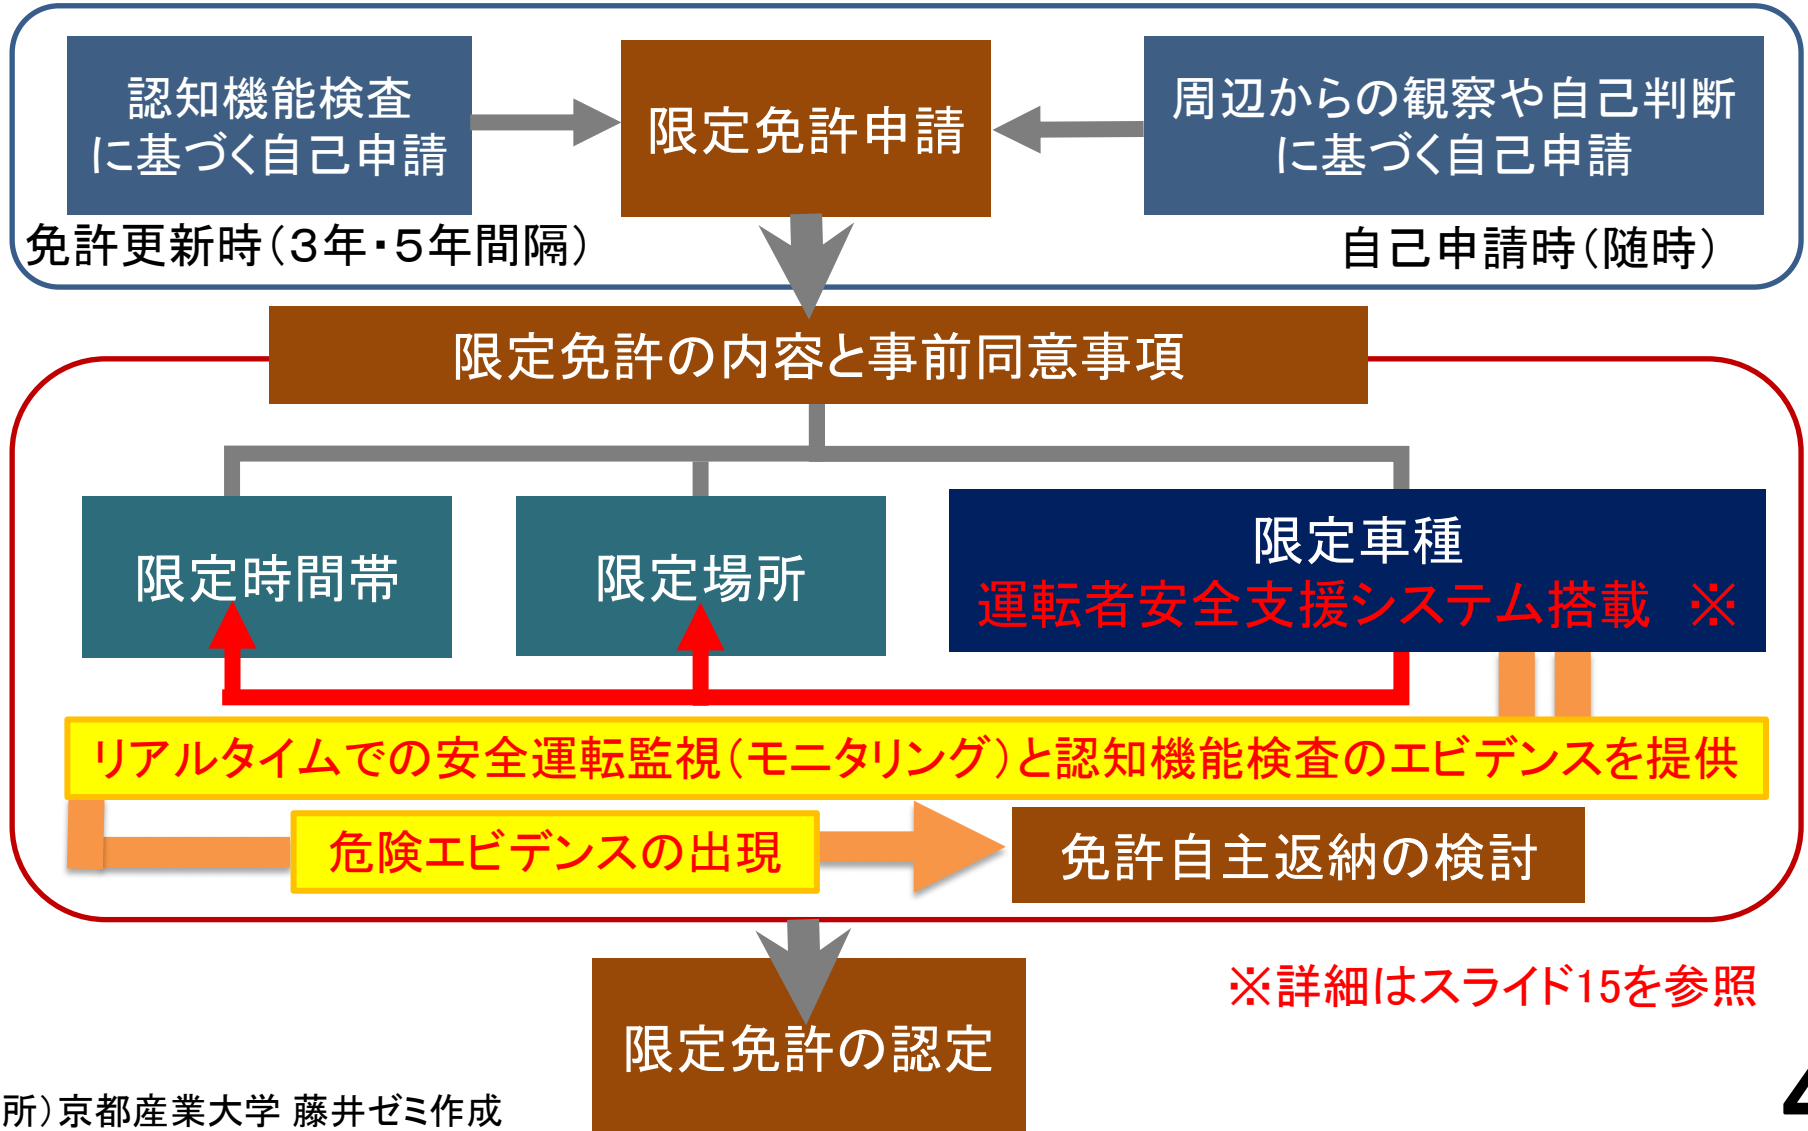 認知機能検査
に基づく自己申請
限定免許申請
周辺からの観察や自己判断
に基づく自己申請
免許更新時（３年・５年間隔）
自己申請時（随時）
限定免許の内容と事前同意事項
限定時間帯
限定場所
限定車種
運転者安全支援システム搭載　※
リアルタイムでの安全運転監視（モニタリング）と認知機能検査のエビデンスを提供
危険エビデンスの出現
免許自主返納の検討
限定免許の認定
※詳細はスライド15を参照
所）京都産業大学 藤井ゼミ作成